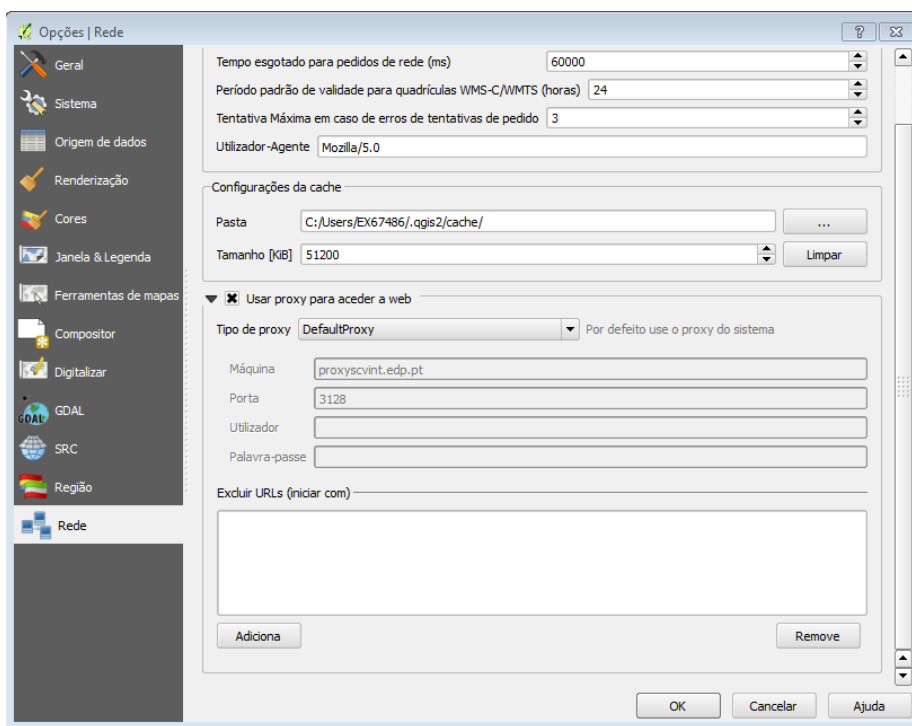 Opções | Rede
Geral
Sistema
Origem de dados
Renderização
Cores
Janela & Legenda
Ferramentas de mapas
Compositor
Digitalizar
GDAL
GDAL
SRC
Região
Rede
Tempo esgotado para pedidos de rede (ms) 60000
Período padrão de validade para quadrículas WMS-C/WMTS (horas) 24
Tentativa Máxima em caso de erros de tentativas de pedido 3
Utilizador-Agente Mozilla/5.0
Configurações da cache
Pasta C:/Users/EX67486/.qgis2/cache/ ...
Tamanho [KiB] 51200 Limpar
Usar proxy para aceder a web
Tipo de proxy DefaultProxy Por defeito use o proxy do sistema
Máquina proxyscvint.edp.pt
Porta 3128
Utilizador
Palavra-passe
Excluir URLs (iniciar com)
Adiciona Remove
OK Cancelar Ajuda